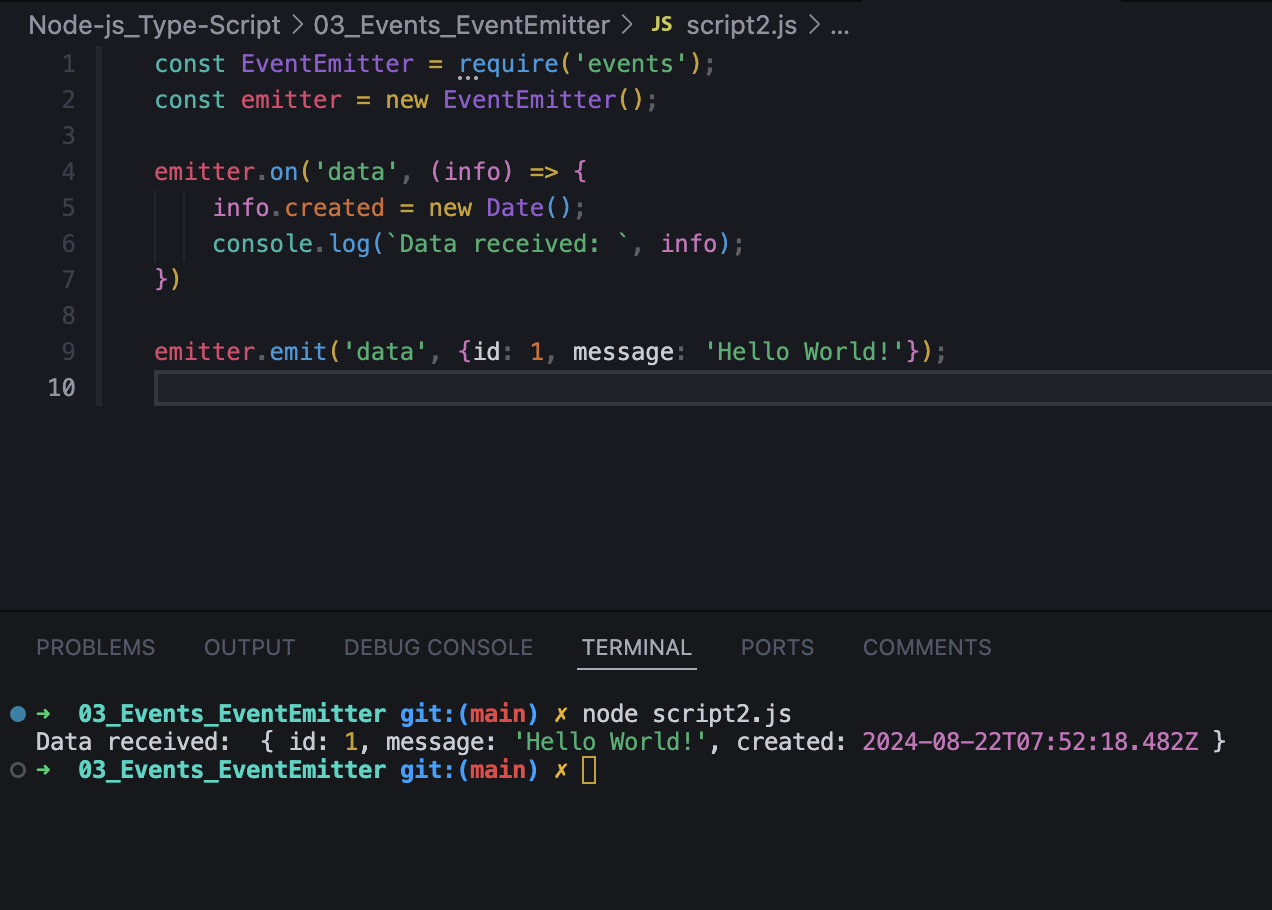 Node-js_Type-Script > 03_Events_EventEmitter > JS script2.js > ...
1 const EventEmitter = require('events');
2 const emitter = new EventEmitter();
3
4 emitter.on('data', (info) => {
5     info.created = new Date();
6     console.log(`Data received: `, info);
7 })
8
9 emitter.emit('data', {id: 1, message: 'Hello World!'});
10
PROBLEMS OUTPUT DEBUG CONSOLE TERMINAL PORTS COMMENTS
➜  03_Events_EventEmitter git:(main) ✗ node script2.js
Data received:  { id: 1, message: 'Hello World!', created: 2024-08-22T07:52:18.482Z }
➜  03_Events_EventEmitter git:(main) ✗